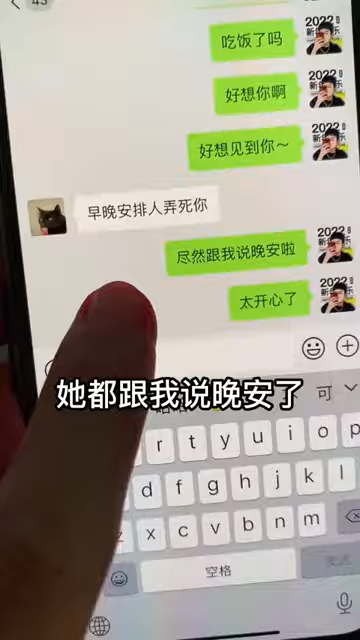 43
吃饭了吗
好想你啊
好想见到你～
早晚安排人弄死你
尽然跟我说晚安啦
太开心了
她都跟我说晚安了
可
r t y u i o p
d f g h j k l
x c v b n m
空格